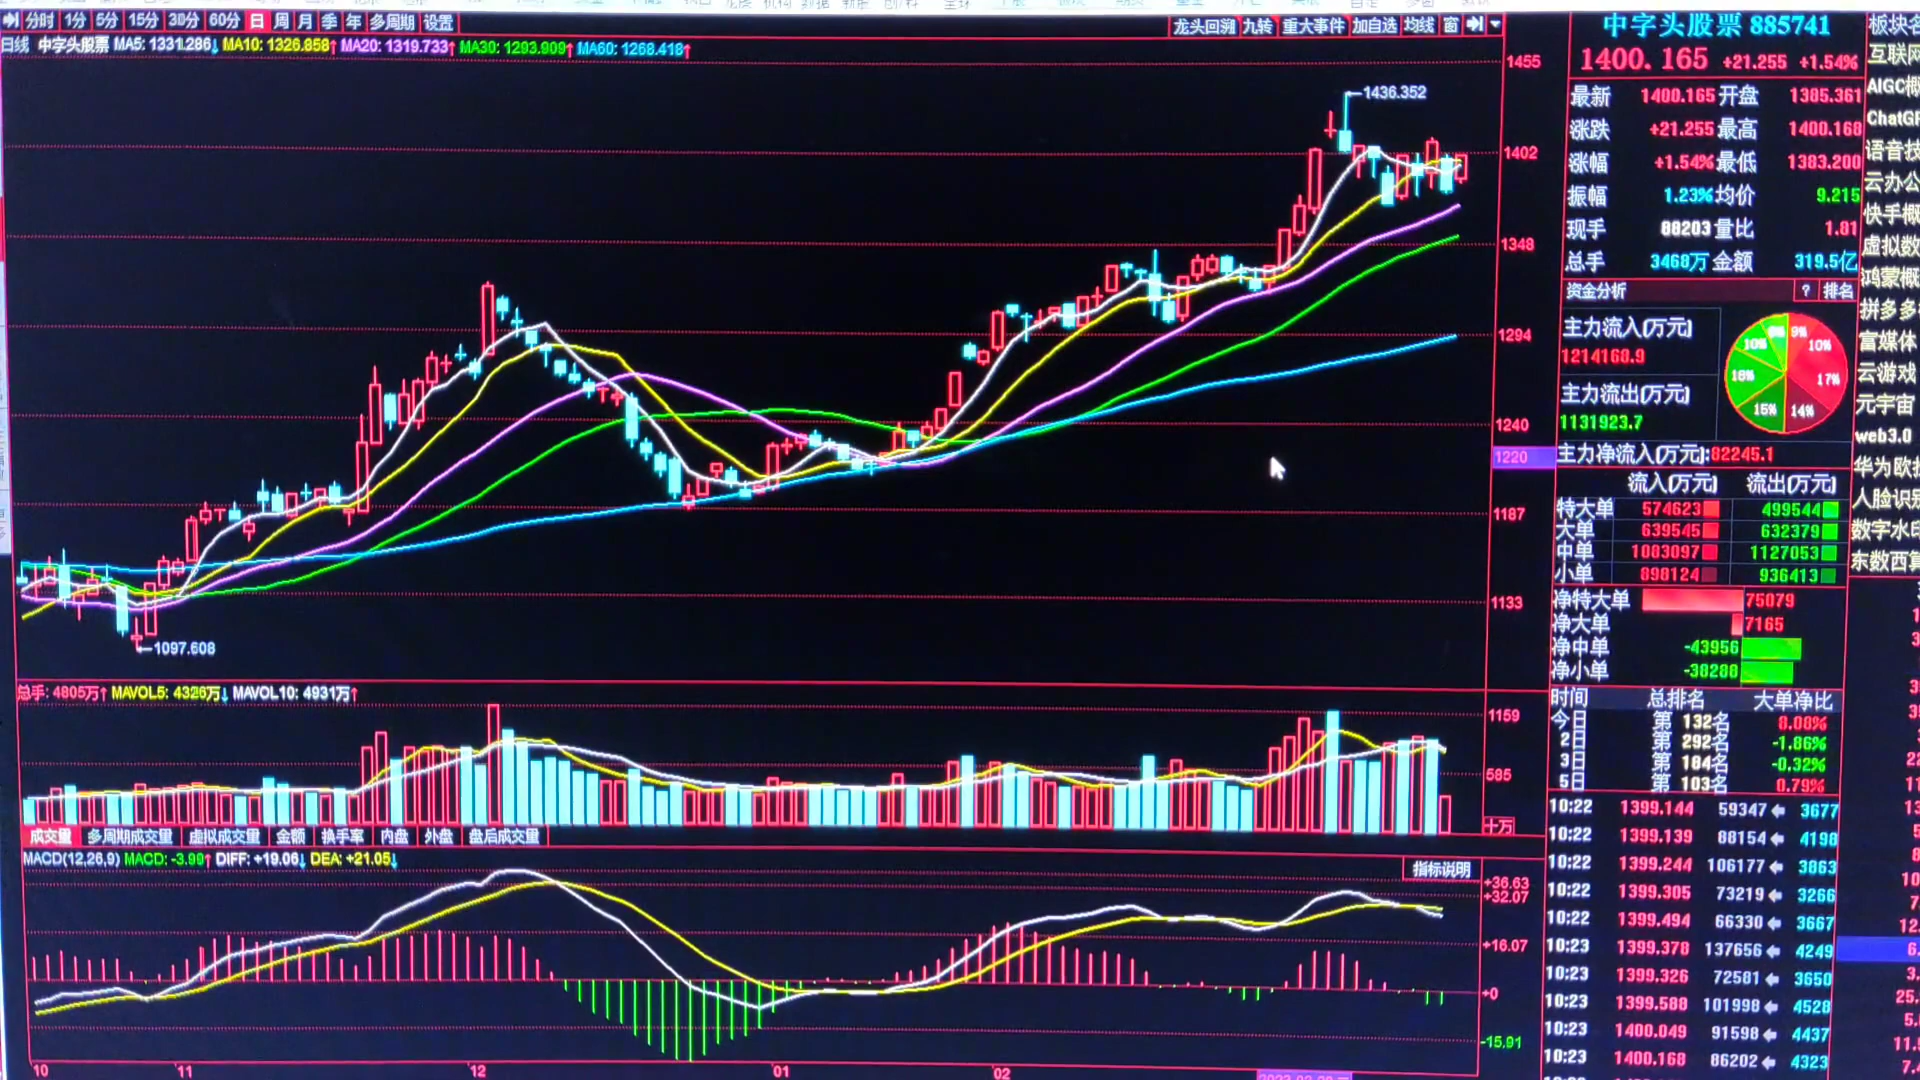 分时 1分 5分 15分 30分 60分 日 周 月 季 年 多周期 设置
龙头回溯 九转 重大事件 加自选 均线 窗
日线 中字头股票 MA5: 1331.286↓ MA10: 1326.858↑ MA20: 1319.733↑ MA30: 1293.909↑ MA60: 1268.418↑
1455
1436.352
1402
1348
1294
1240
1220
1187
1133
1097.608
总手: 4805万↑ MAVOL5: 4326万↓ MAVOL10: 4931万↑
1159
585
十万
成交量 多周期成交量 虚拟成交量 金额 换手率 内盘 外盘 盘后成交量
MACD(12,26,9) MACD: -3.99↑ DIFF: +19.06↓ DEA: +21.05↓
指标说明
+36.63
+32.07
+16.07
+0
-15.91
10 11 12 01 02
中字头股票 885741
1400.165 +21.255 +1.54%
最新 1400.165 开盘 1385.361
涨跌 +21.255 最高 1400.168
涨幅 +1.54% 最低 1383.200
振幅 1.23% 均价 9.215
现手 88203 量比 1.81
总手 3468万 金额 319.5亿
资金分析 ? 排名
主力流入(万元)
1214168.9
主力流出(万元)
1131923.7
9%
10%
17%
14%
15%
18%
10%
主力净流入(万元):82245.1
流入(万元) 流出(万元)
特大单 574623 499544
大单 639545 632379
中单 1083097 1127053
小单 898124 936413
净特大单 75079
净大单 7165
净中单 -43956
净小单 -38288
时间 总排名 大单净比
今日 第 132名 8.08%
2日 第 292名 -1.86%
3日 第 184名 -0.32%
5日 第 103名 0.79%
10:22 1399.144 59347 3677
10:22 1399.139 88154 4198
10:22 1399.244 106177 3863
10:22 1399.305 73219 3266
10:22 1399.494 66330 3667
10:23 1399.378 137656 4249
10:23 1399.326 72581 3650
10:23 1399.588 101998 4528
10:23 1400.049 91598 4437
10:23 1400.168 86202 4323
板块名
互联网
AIGC概
ChatGP
语音技
云办公
快手概
虚拟数
鸿蒙概
拼多多
富媒体
云游戏
元宇宙
web3.0
华为欧拉
人脸识别
数字水印
东数西算